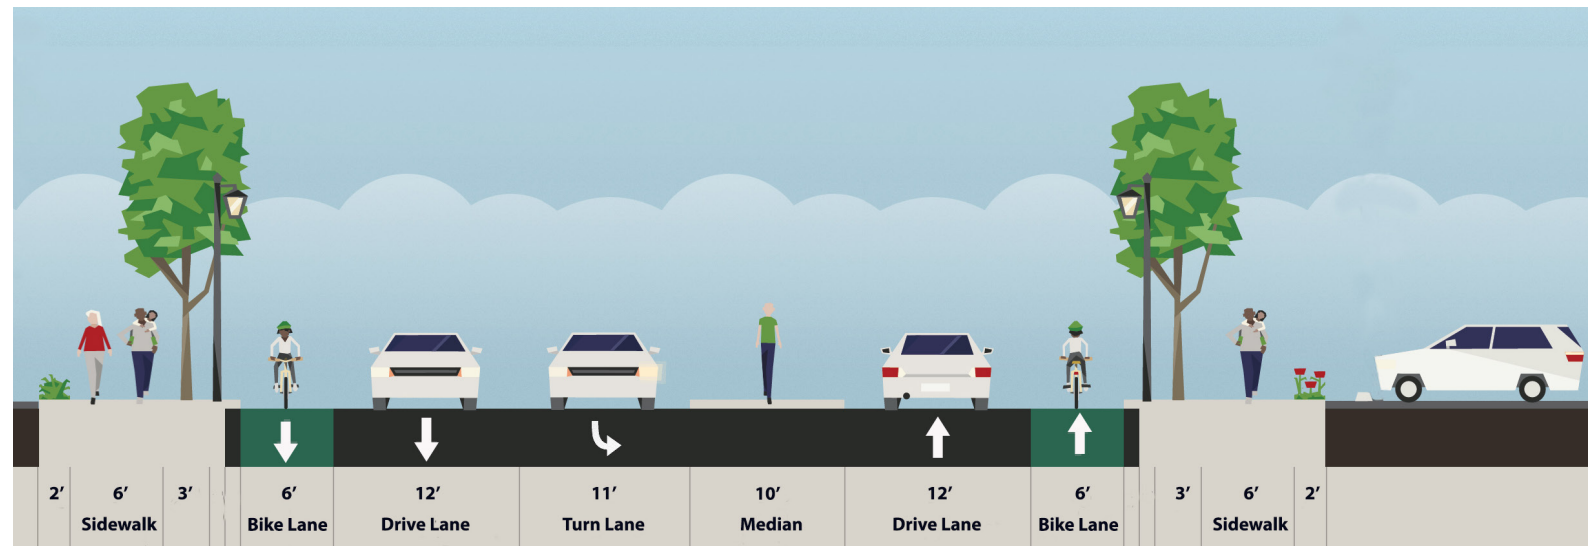 2’ 6’ 3’ 6’ 12’ 11’ 10’ 12’ 6’ 3’ 6’ 2’
Sidewalk Bike Lane Drive Lane Turn Lane Median Drive Lane Bike Lane Sidewalk